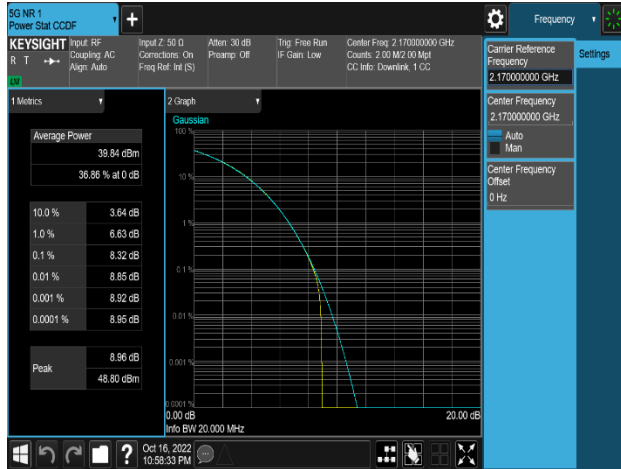 5G NR 1
Power Stat CCDF
Frequency
KEYSIGHT
R T
Input: RF
Coupling: AC
Align: Auto
Input Z: 50 Ω
Corrections: On
Freq Ref: Int (S)
Atten: 30 dB
Preamp: Off
Trig: Free Run
IF Gain: Low
Center Freq: 2.170000000 GHz
Counts: 2.00 M/2.00 Mpt
CC Info: Downlink, 1 CC
1 Metrics
Average Power
39.84 dBm
36.86 % at 0 dB
10.0 % 3.64 dB
1.0 % 6.63 dB
0.1 % 8.32 dB
0.01 % 8.85 dB
0.001 % 8.92 dB
0.0001 % 8.95 dB
Peak
8.96 dB
48.80 dBm
2 Graph
Gaussian
100 %
10 %
1 %
0.1 %
0.01 %
0.001 %
0.0001 %
0.00 dB 20.00 dB
Info BW 20.000 MHz
Carrier Reference
Frequency
2.170000000 GHz
Settings
Center Frequency
2.170000000 GHz
Auto
Man
Center Frequency
Offset
0 Hz
?
Oct 16, 2022
10:58:33 PM